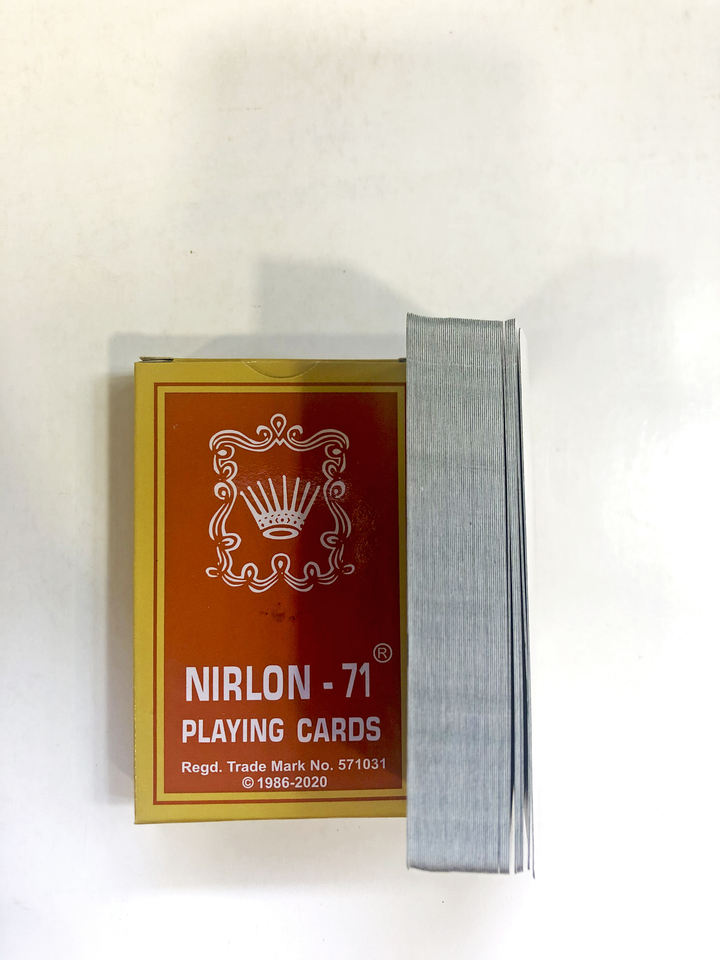 ®
NIRLON - 71
PLAYING CARDS
Regd. Trade Mark No. 571031
© 1986-2020